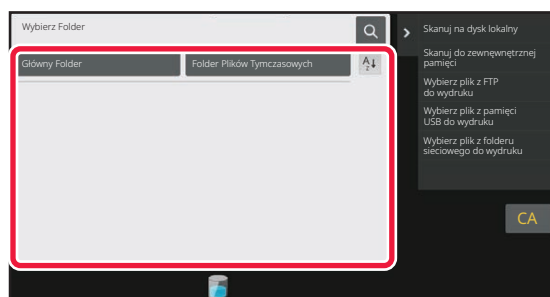 Wybierz Folder
Główny Folder
Folder Plików Tymczasowych
A
Z
Skanuj na dysk lokalny
Skanuj do zewnęwnętrznej
pamięci
Wybierz plik z FTP
do wydruku
Wybierz plik z pamięci
USB do wydruku
Wybierz plik z folderu
sieciowego do wydruku
CA